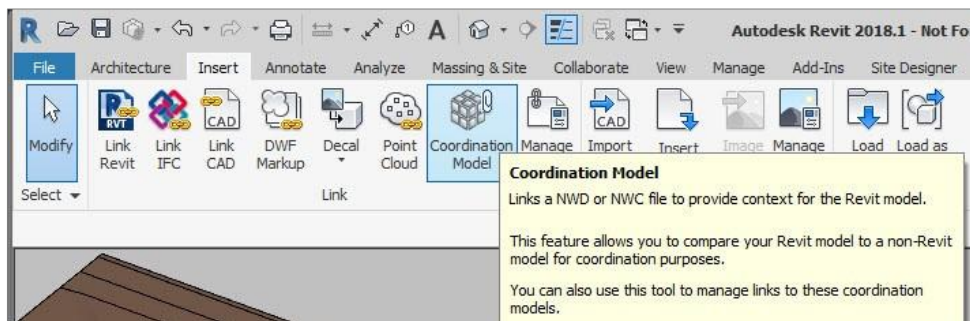 Autodesk Revit 2018.1 - Not Fo
File Architecture Insert Annotate Analyze Massing & Site Collaborate View Manage Add-Ins Site Designer
Modify
Link Revit
Link IFC
Link CAD
DWF Markup
Decal
Point Cloud
Coordination Model
Manage
Import
Insert
Image
Manage
Load
Load as
RVT
CAD
CAD
Select
Link
Coordination Model
Links a NWD or NWC file to provide context for the Revit model.
This feature allows you to compare your Revit model to a non-Revit
model for coordination purposes.
You can also use this tool to manage links to these coordination
models.